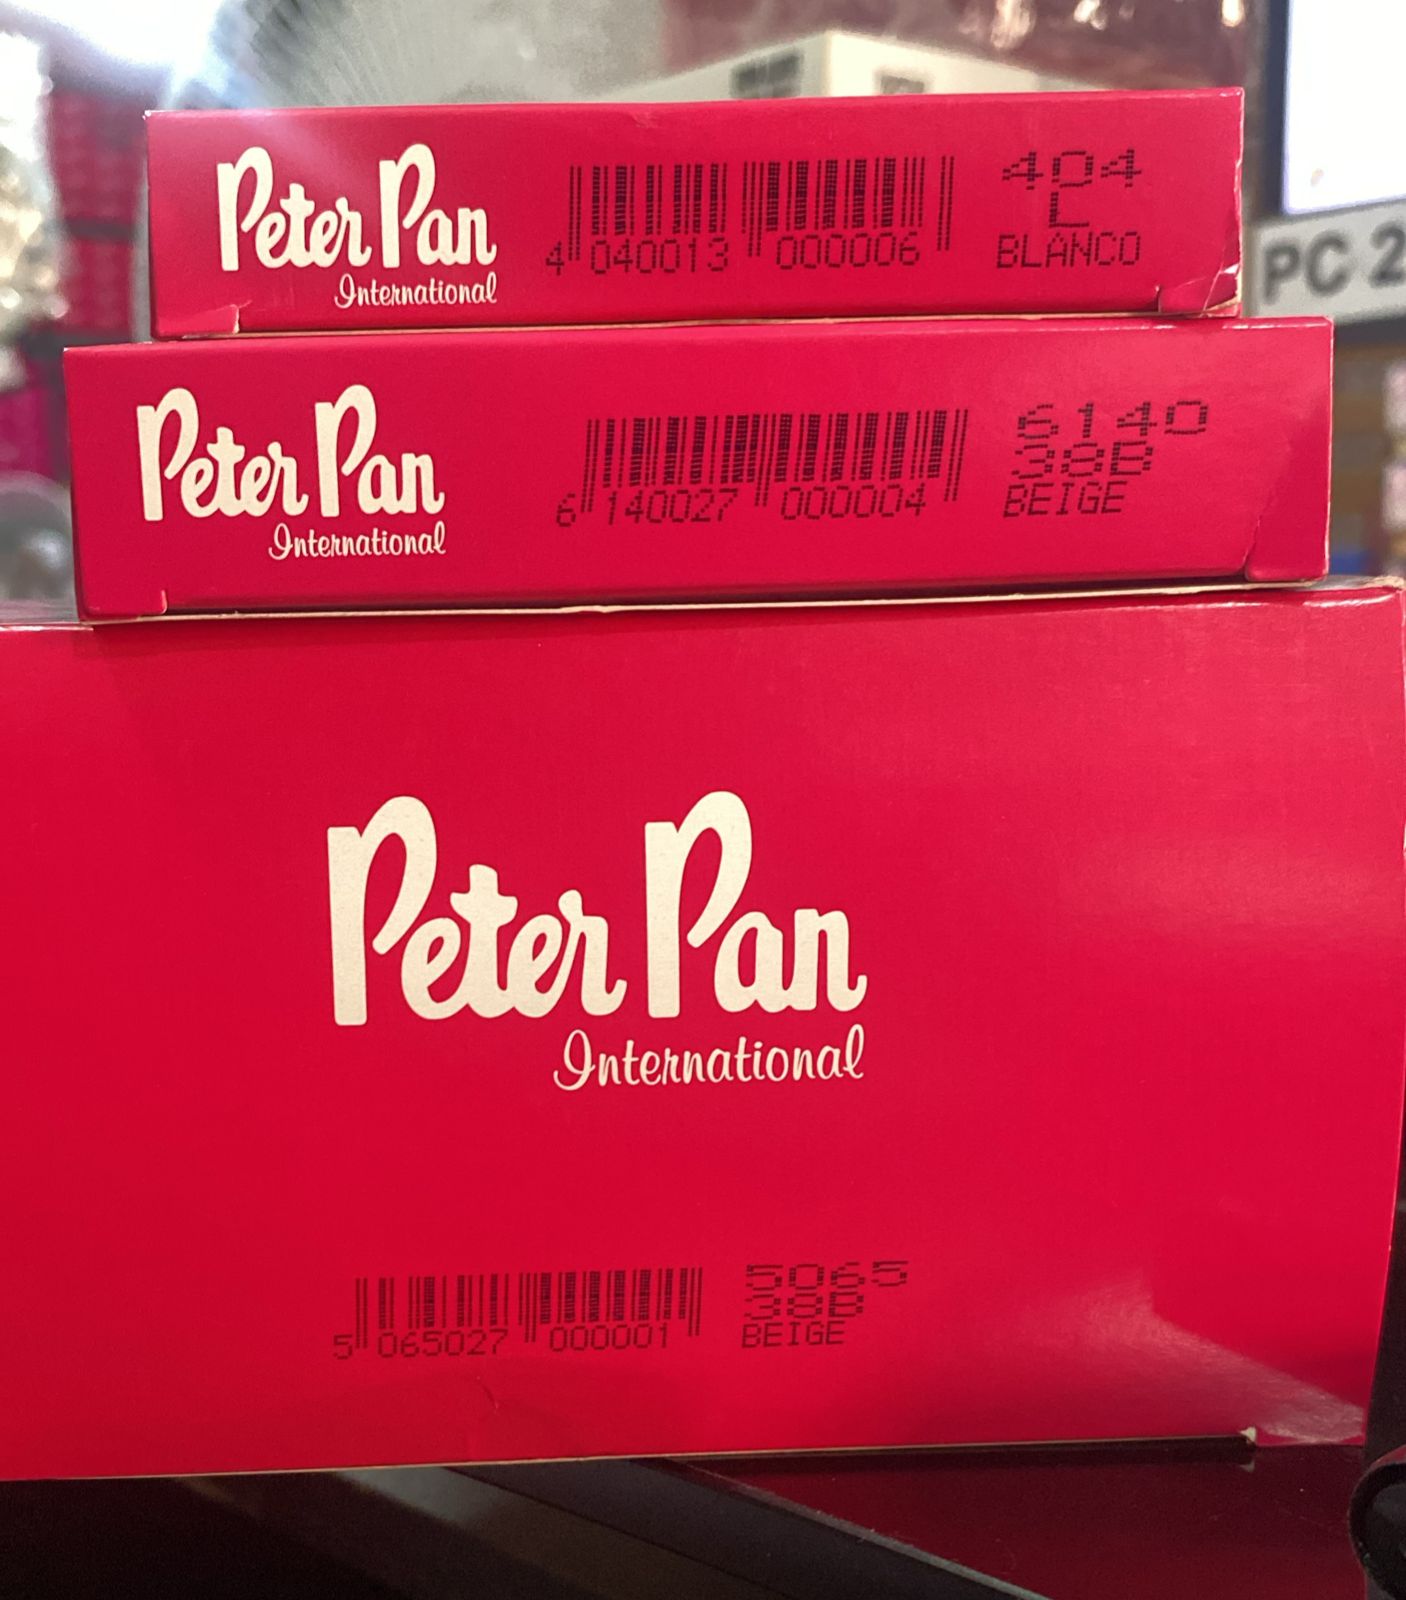 Peter Pan
International
4 040013 000006
404
L
BLANCO
PC 2
Peter Pan
International
6 140027 000004
6140
38B
BEIGE
Peter Pan
International
5 065027 000001
5065
38B
BEIGE